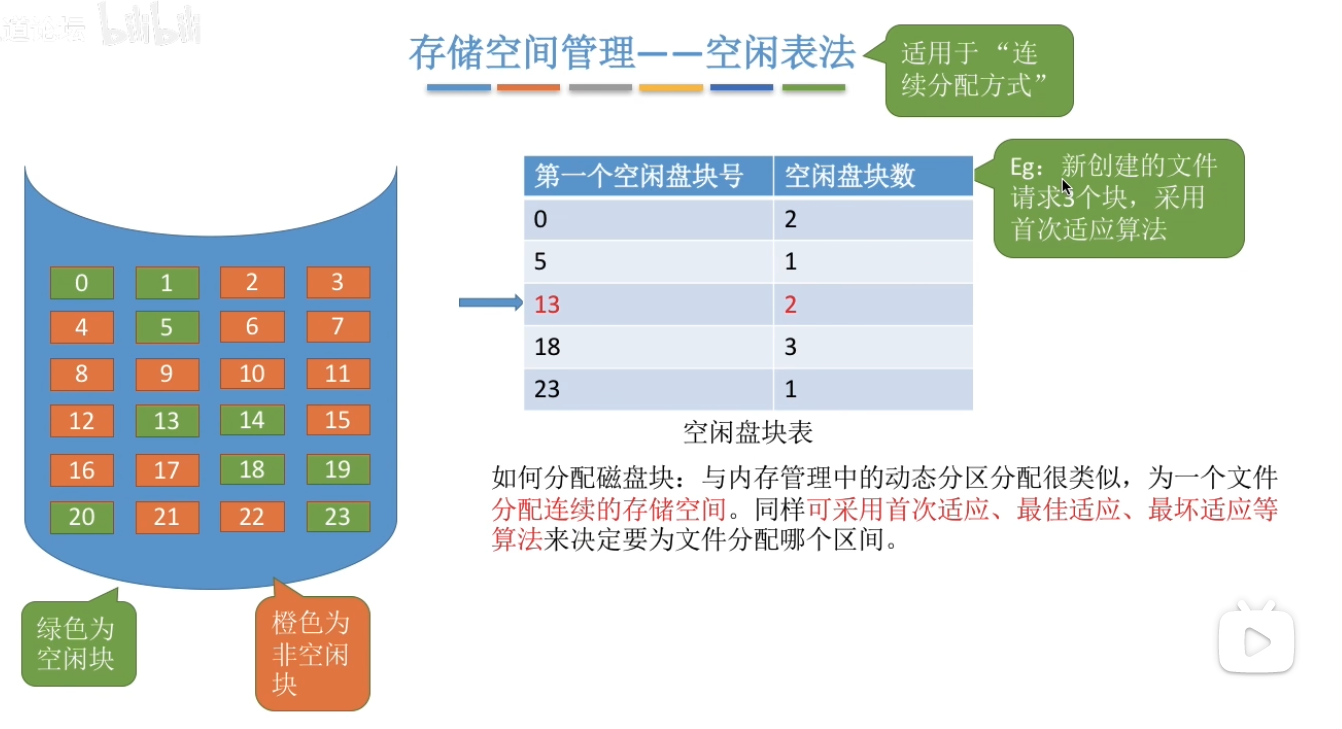 道论坛 bilibili
存储空间管理——空闲表法
适用于“连
续分配方式”
第一个空闲盘块号 空闲盘块数
0 2
5 1
13 2
18 3
23 1
空闲盘块表
Eg：新创建的文件
请求3个块，采用
首次适应算法
0 1 2 3
4 5 6 7
8 9 10 11
12 13 14 15
16 17 18 19
20 21 22 23
绿色为
空闲块
橙色为
非空闲
块
如何分配磁盘块：与内存管理中的动态分区分配很类似，为一个文件
分配连续的存储空间。同样可采用首次适应、最佳适应、最坏适应等
算法来决定要为文件分配哪个区间。